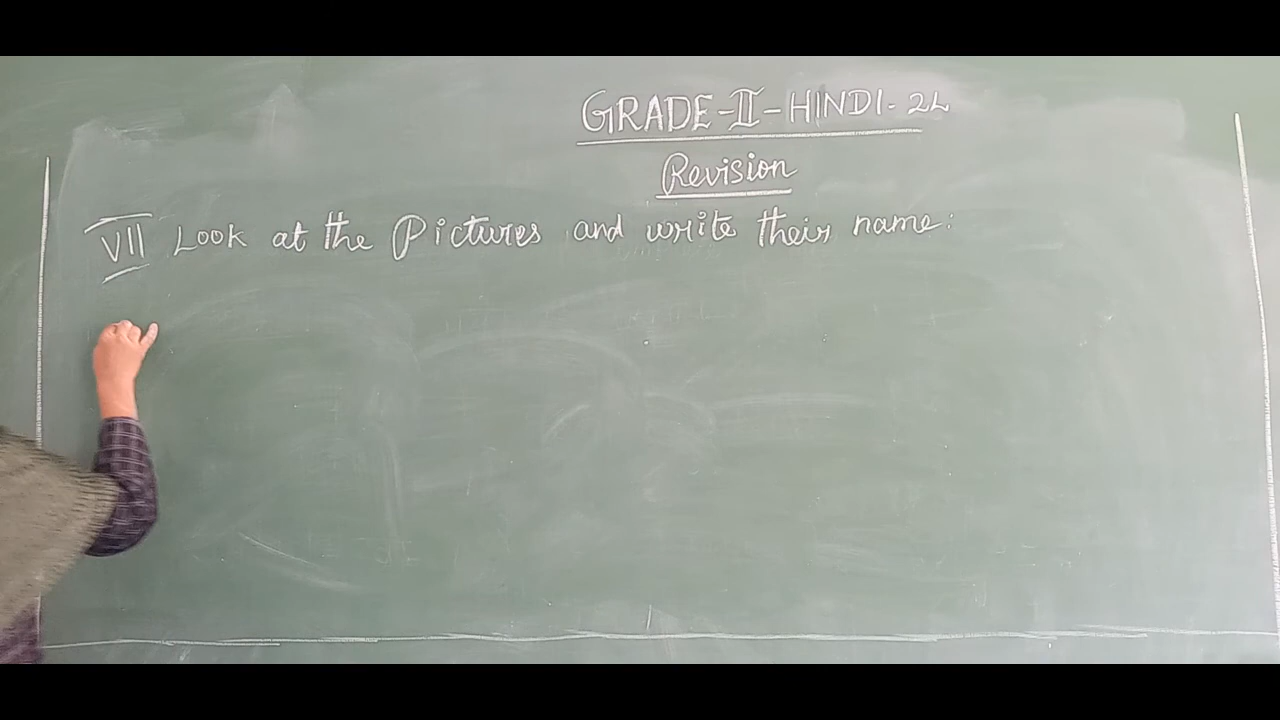 GRADE-II-HINDI-2L
Revision
VII Look at the Pictures and write their name: